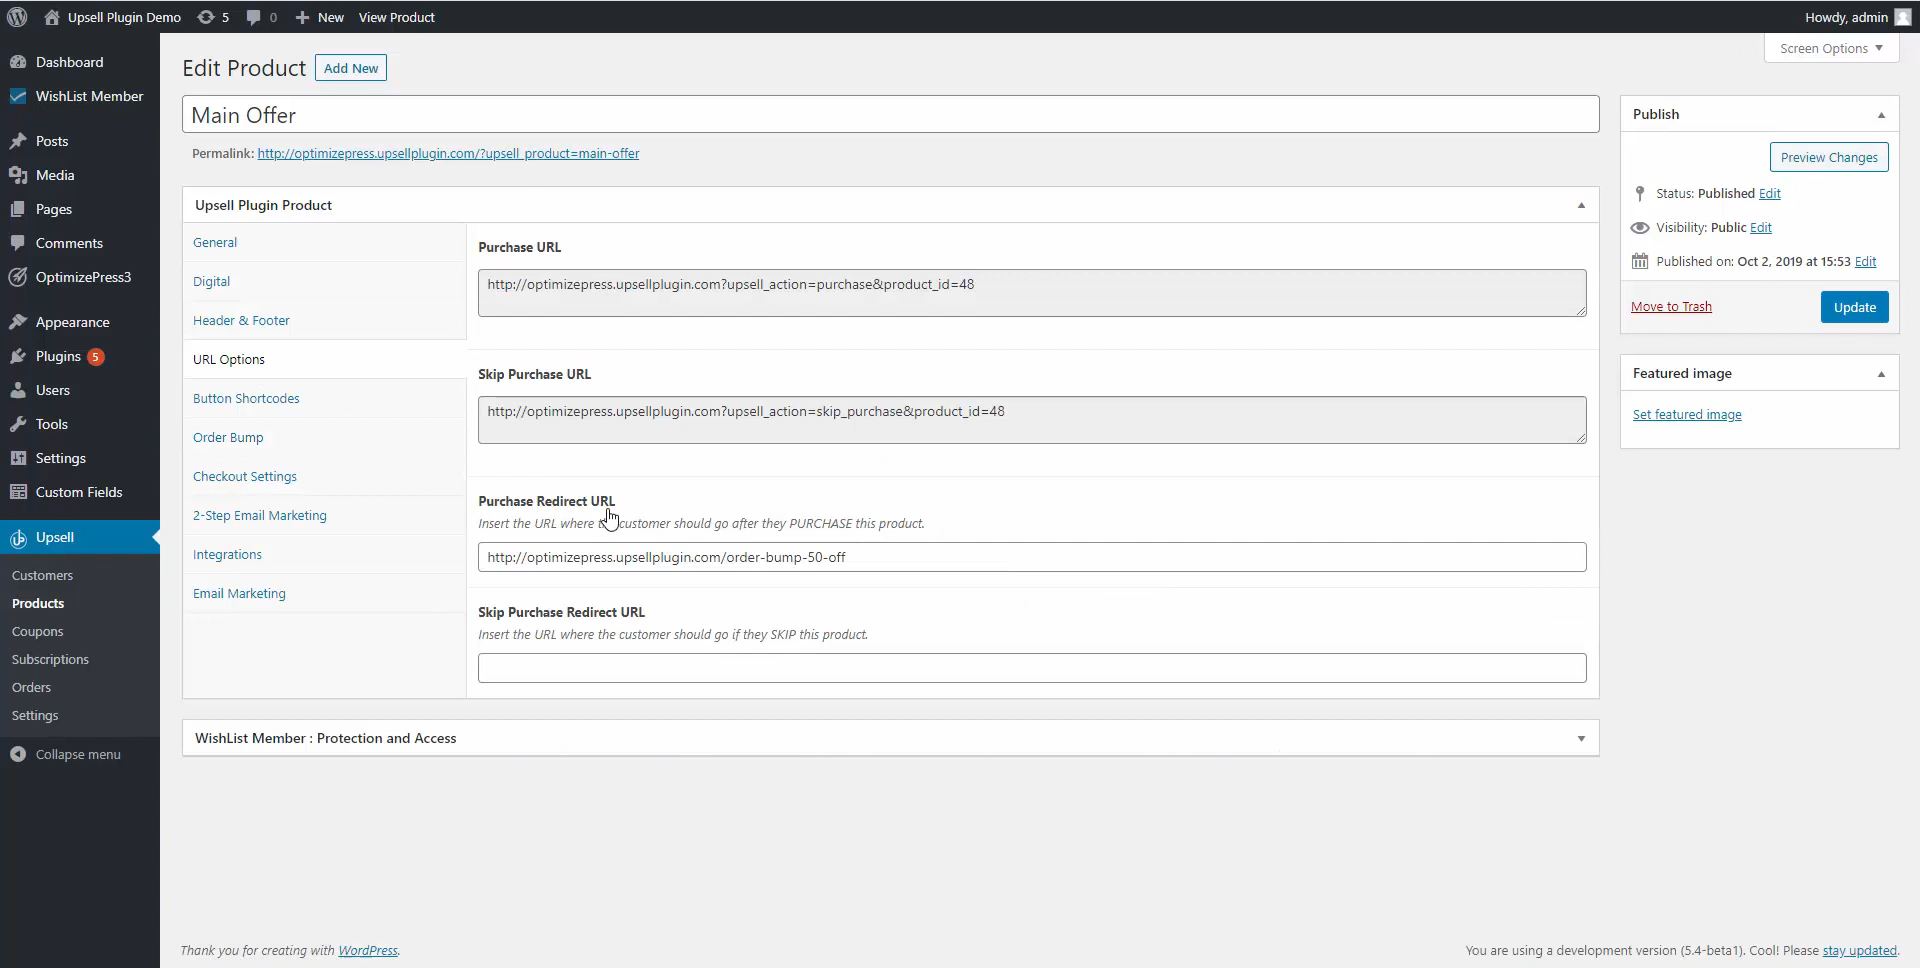 Upsell Plugin Demo 5 0 New View Product Howdy, admin
Screen Options
Dashboard
WishList Member
Posts
Media
Pages
Comments
OptimizePress3
Appearance
Plugins 5
Users
Tools
Settings
Custom Fields
Upsell
Customers
Products
Coupons
Subscriptions
Orders
Settings
Collapse menu
Edit Product Add New
Main Offer
Permalink: http://optimizepress.upsellplugin.com/?upsell_product=main-offer
Upsell Plugin Product
General
Digital
Header & Footer
URL Options
Button Shortcodes
Order Bump
Checkout Settings
2-Step Email Marketing
Integrations
Email Marketing
Purchase URL
http://optimizepress.upsellplugin.com?upsell_action=purchase&product_id=48
Skip Purchase URL
http://optimizepress.upsellplugin.com?upsell_action=skip_purchase&product_id=48
Purchase Redirect URL
Insert the URL where customer should go after they PURCHASE this product.
http://optimizepress.upsellplugin.com/order-bump-50-off
Skip Purchase Redirect URL
Insert the URL where the customer should go if they SKIP this product.
WishList Member : Protection and Access
Publish
Preview Changes
Status: Published Edit
Visibility: Public Edit
Published on: Oct 2, 2019 at 15:53 Edit
Move to Trash Update
Featured image
Set featured image
Thank you for creating with WordPress.
You are using a development version (5.4-beta1). Cool! Please stay updated.